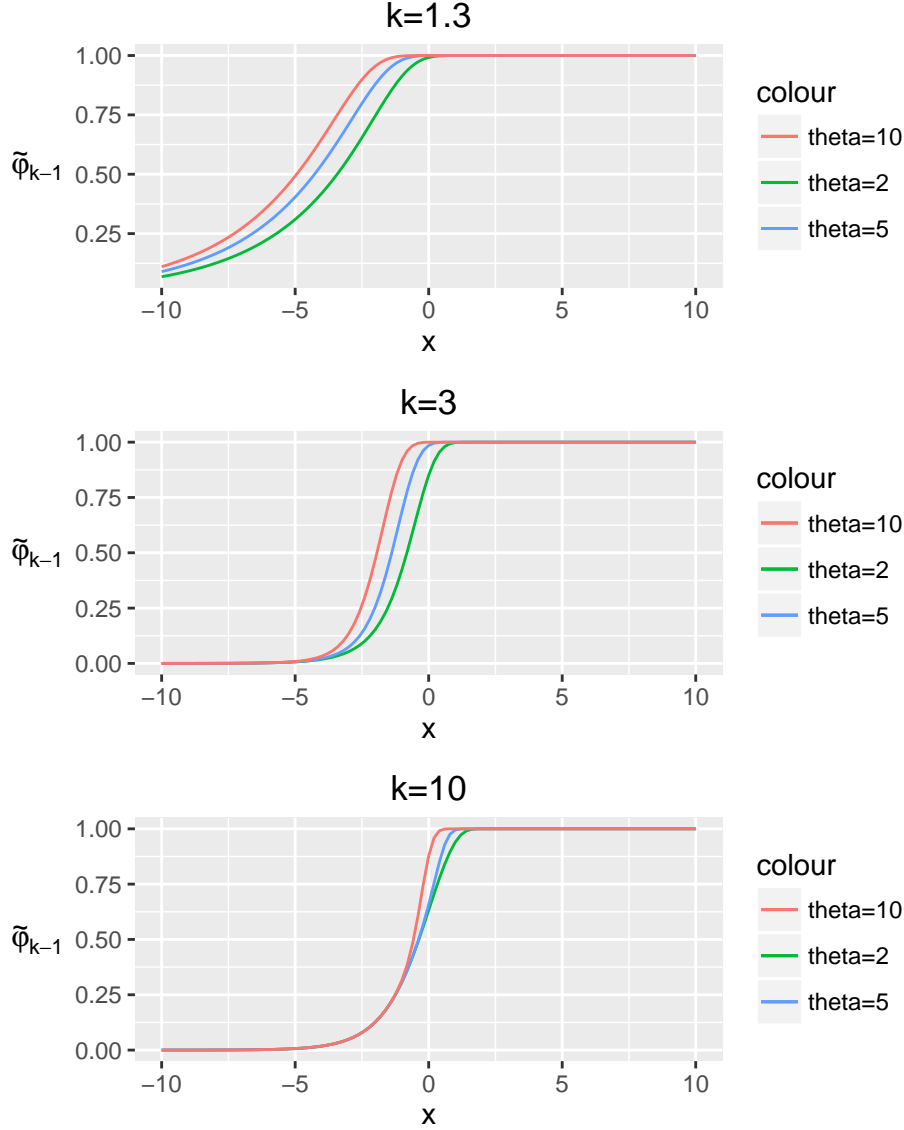 k=1.3
1.00
0.75
0.50
0.25
φ̃k−1
−10 −5 0 5 10
x
colour
theta=10
theta=2
theta=5
k=3
1.00
0.75
0.50
0.25
0.00
φ̃k−1
−10 −5 0 5 10
x
colour
theta=10
theta=2
theta=5
k=10
1.00
0.75
0.50
0.25
0.00
φ̃k−1
−10 −5 0 5 10
x
colour
theta=10
theta=2
theta=5